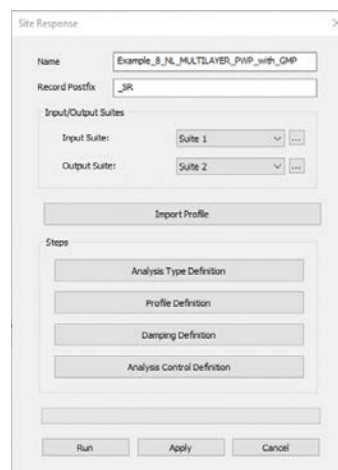 Site Response
Name
Example_8_NL_MULTILAYER_PWP_with_GMP
Record Postfix
_SR
Input/Output Suites
Input Suite:
Suite 1
...
Output Suite:
Suite 2
...
Import Profile
Steps
Analysis Type Definition
Profile Definition
Damping Definition
Analysis Control Definition
Run
Apply
Cancel